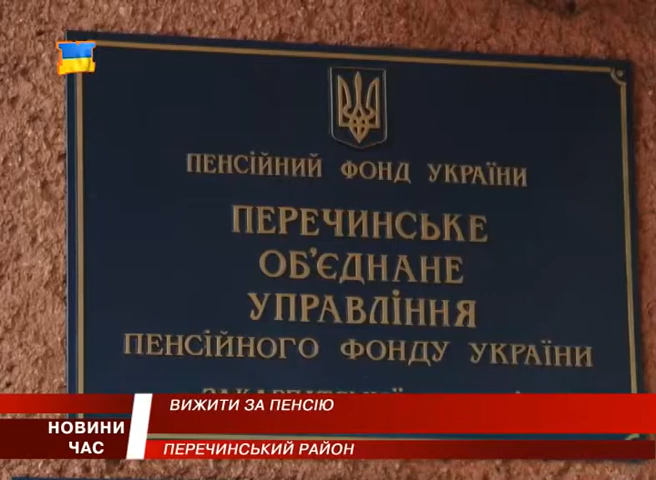 ПЕНСІЙНИЙ ФОНД УКРАЇНИ
ПЕРЕЧИНСЬКЕ
ОБ'ЄДНАНЕ
УПРАВЛІННЯ
ПЕНСІЙНОГО ФОНДУ УКРАЇНИ
ВИЖИТИ ЗА ПЕНСІЮ
НОВИНИ
ЧАС
ПЕРЕЧИНСЬКИЙ РАЙОН